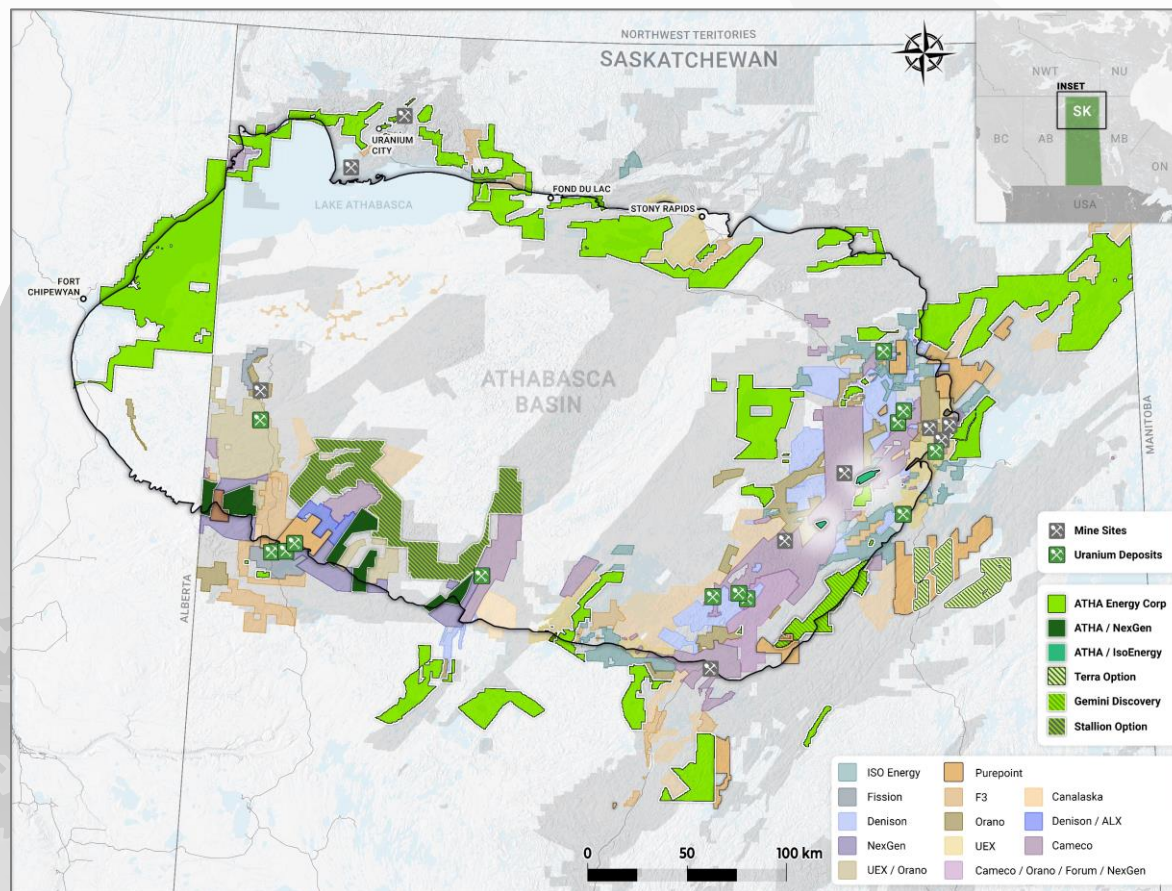 NORTHWEST TERRITORIES
SASKATCHEWAN
NWT
NU
INSET
SK
BC
AB
MB
ON
USA
URANIUM
CITY
LAKE ATHABASCA
FOND DU LAC
STONY RAPIDS
FORT
CHIPEWYAN
ATHABASCA
BASIN
ALBERTA
MANITOBA
Mine Sites
Uranium Deposits
ATHA Energy Corp
ATHA / NexGen
ATHA / IsoEnergy
Terra Option
Gemini Discovery
Stallion Option
ISO Energy
Purepoint
Fission
F3
Canalaska
Denison
Orano
Denison / ALX
NexGen
UEX
Cameco
UEX / Orano
Cameco / Orano / Forum / NexGen
0 50 100 km